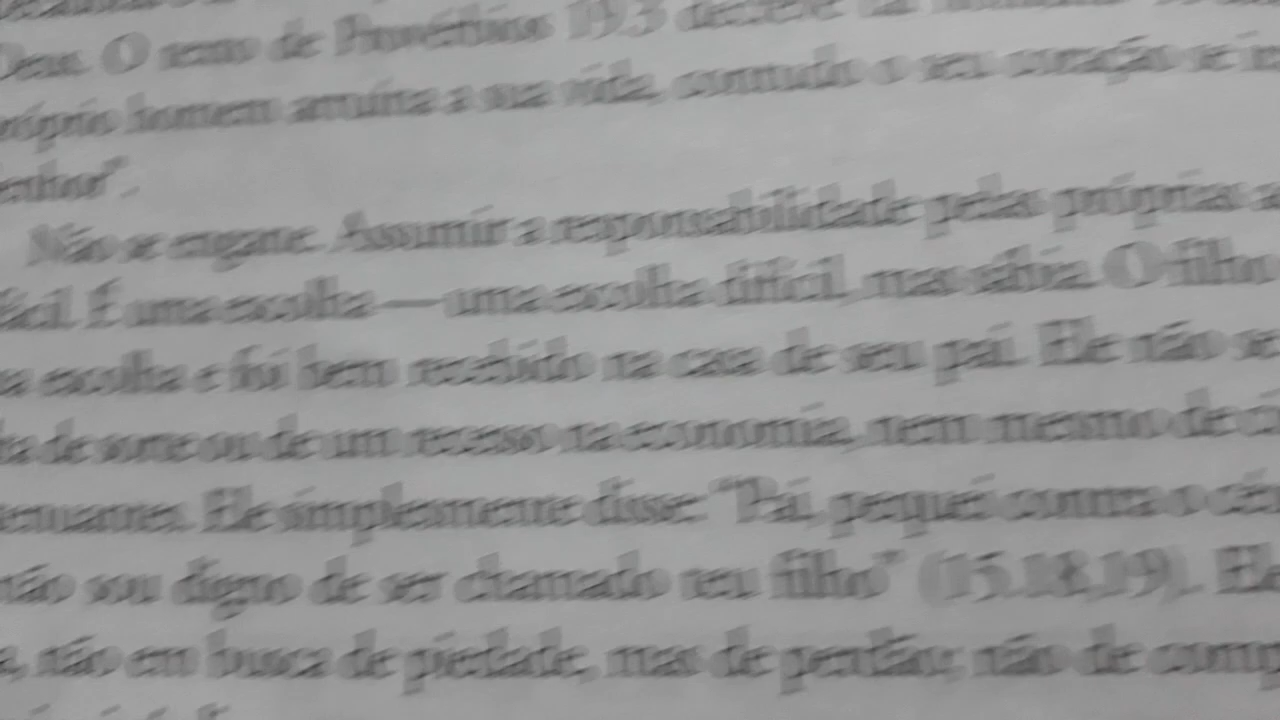 Deus. O texto de Provérbios 19.3 descreve
próprio homem arruína a sua vida, contudo o seu coração se
Não se engane. Assumir a responsabilidade pelas próprias
fácil. É uma escolha — uma escolha difícil, mas sábia. O filho
escolha e foi bem recebido na casa de seu pai. Ele não
de sorte ou de um recesso na economia, nem mesmo de
Ele simplesmente disse: "Pai, pequei contra o
não sou digno de ser chamado teu filho" (15.18,19). Ele
não em busca de piedade, mas de perdão; não de